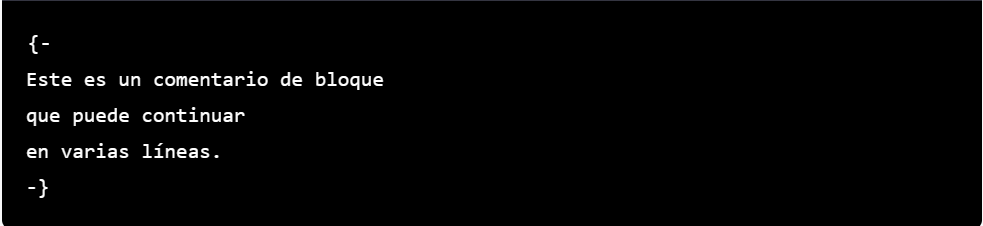 {-
Este es un comentario de bloque
que puede continuar
en varias líneas.
-}